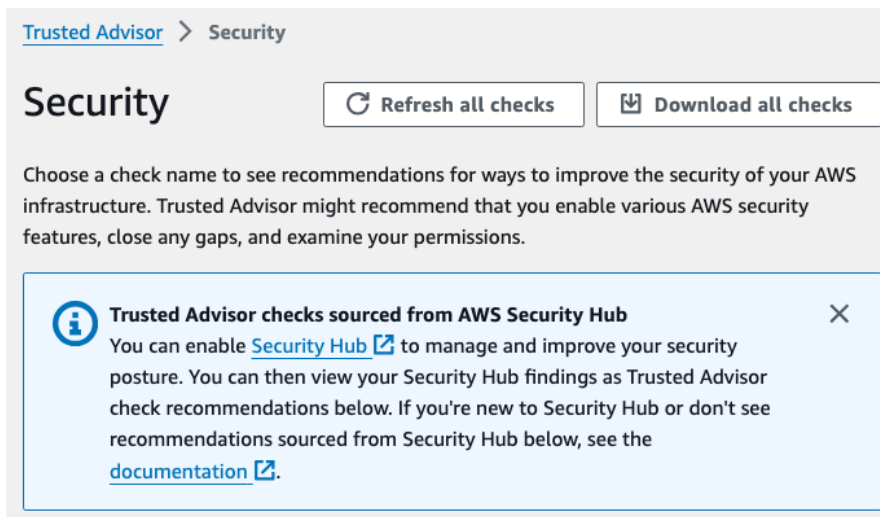 Trusted Advisor > Security
Security
Refresh all checks
Download all checks
Choose a check name to see recommendations for ways to improve the security of your AWS
infrastructure. Trusted Advisor might recommend that you enable various AWS security
features, close any gaps, and examine your permissions.
Trusted Advisor checks sourced from AWS Security Hub
You can enable Security Hub to manage and improve your security
posture. You can then view your Security Hub findings as Trusted Advisor
check recommendations below. If you're new to Security Hub or don't see
recommendations sourced from Security Hub below, see the
documentation.